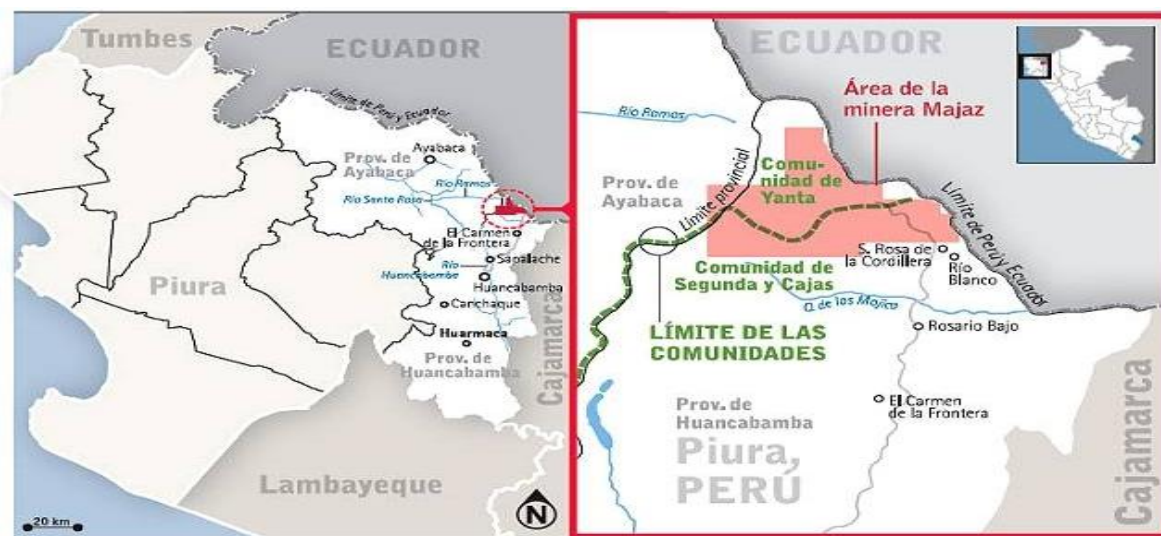 Tumbes
ECUADOR
Límite de Perú y Ecuador
Ayabaca
Prov. de
Ayabaca
Río Ramos
Río Santa Rosa
El Carmen
de la Frontera
Sapalache
Río
Huancabamba
Huancabamba
Piura
Canchaque
Huarmaca
Prov. de
Huancabamba
Cajamarca
Lambayeque
20 km
N
ECUADOR
Área de la
minera Majaz
Río Ramos
Comu-
nidad de
Yanta
Prov. de
Ayabaca
Límite provincial
Límite de Perú y Ecuador
S. Rosa de
la Cordillera
Río
Blanco
Comunidad de
Segunda y Cajas
Q. de los Mojica
LÍMITE DE LAS
COMUNIDADES
Rosario Bajo
El Carmen
de la Frontera
Prov. de
Huancabamba
Piura,
PERÚ
Cajamarca